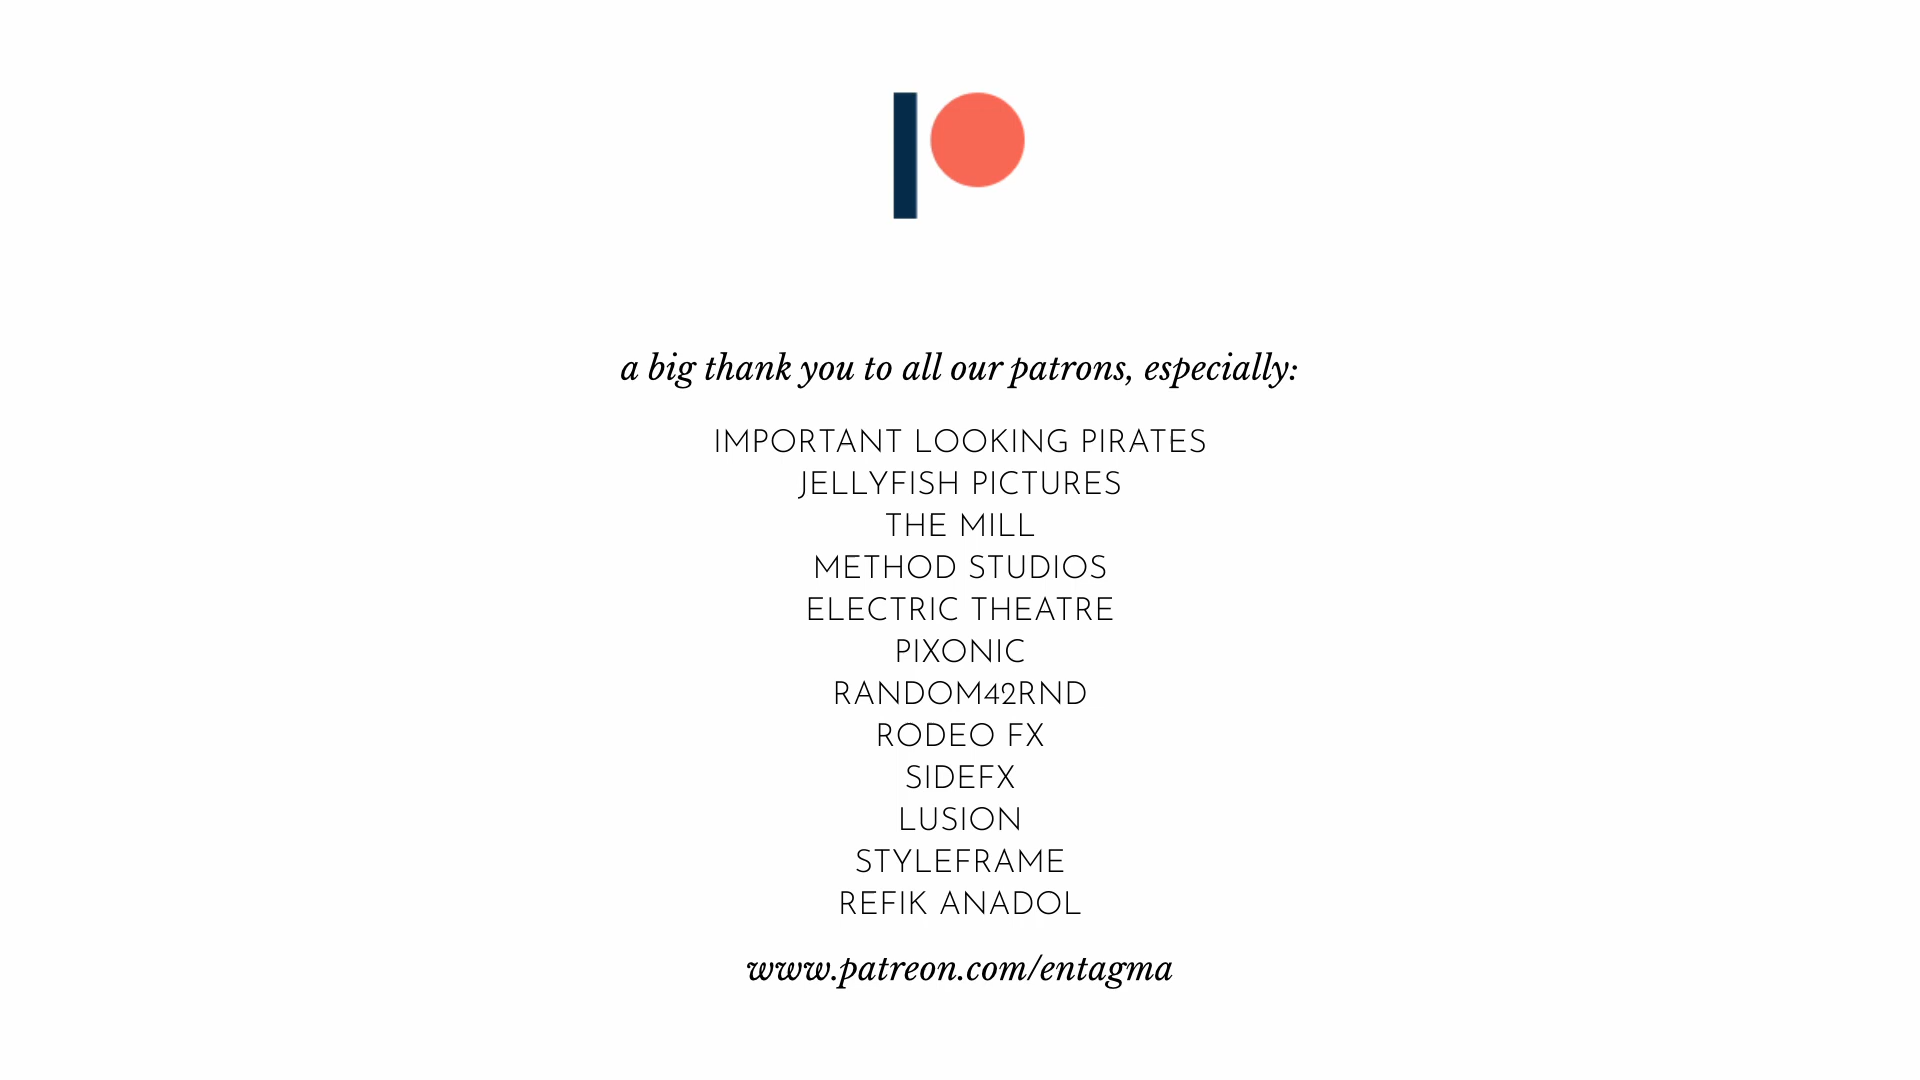 a big thank you to all our patrons, especially:
IMPORTANT LOOKING PIRATES
JELLYFISH PICTURES
THE MILL
METHOD STUDIOS
ELECTRIC THEATRE
PIXONIC
RANDOM42RND
RODEO FX
SIDEFX
LUSION
STYLEFRAME
REFIK ANADOL
www.patreon.com/entagma